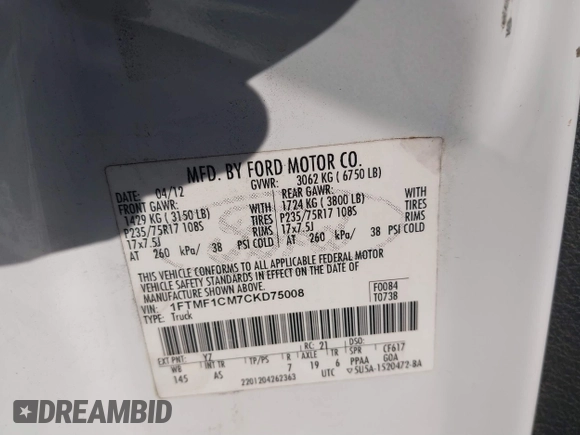 MFD. BY FORD MOTOR CO.
DATE: 04/12 GVWR: 3062 KG ( 6750 LB)
FRONT GAWR: REAR GAWR:
1429 KG ( 3150 LB) WITH 1724 KG ( 3800 LB) WITH
P235/75R17 108S TIRES P235/75R17 108S TIRES
17x7.5J RIMS 17x7.5J RIMS
AT 260 kPa/ 38 PSI COLD AT 260 kPa/ 38 PSI COLD
THIS VEHICLE CONFORMS TO ALL APPLICABLE FEDERAL MOTOR
VEHICLE SAFETY STANDARDS IN EFFECT ON THE DATE OF
MANUFACTURE SHOWN ABOVE.
VIN: 1FTMF1CM7CKD75008 F0084
TYPE: Truck T0738
EXT PNT: YZ RC: 21 DSO:
WB INT TR TP/PS R AXLE TR SPR CF617
145 AS 7 19 6 PPAA GOA
2201204262363 UTC 5U5A-1520472-BA
DREAMBID